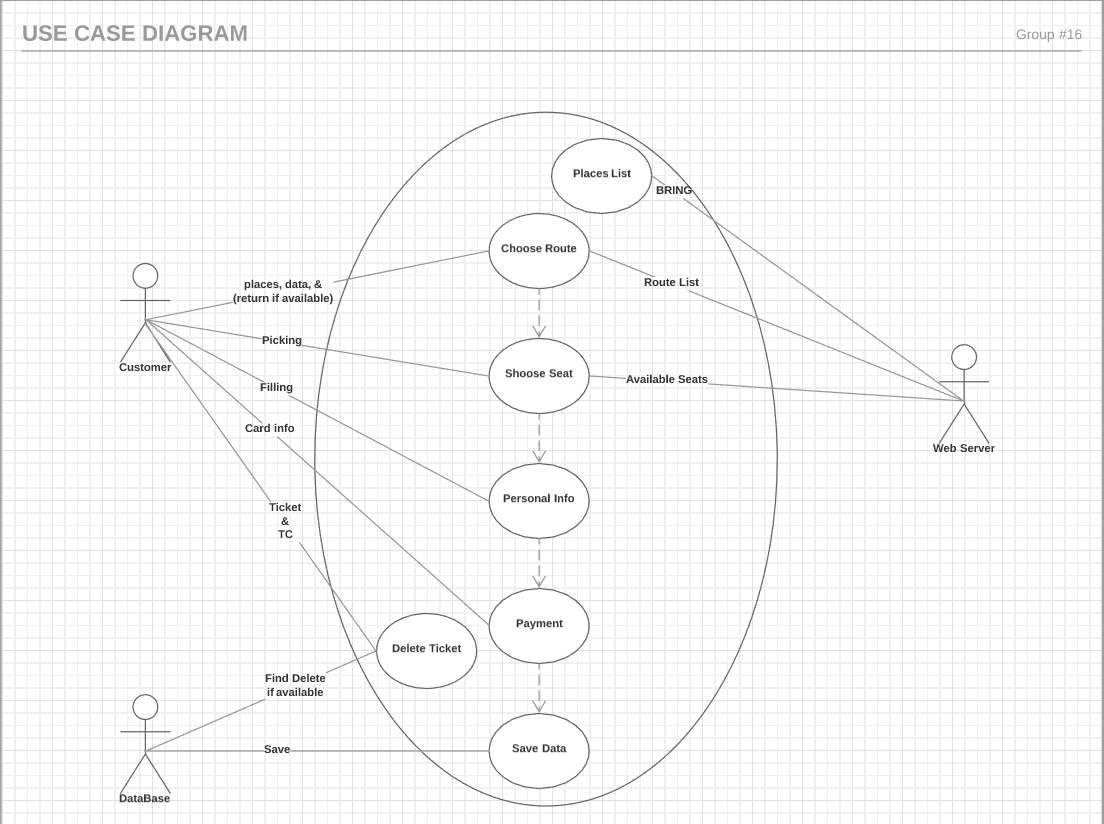 USE CASE DIAGRAM
Group #16
Places List
BRING
Choose Route
places, data, &
(return if available)
Route List
Picking
Customer
Shoose Seat
Available Seats
Filling
Card info
Web Server
Personal Info
Ticket
&
TC
Payment
Delete Ticket
Find Delete
if available
Save
Save Data
DataBase